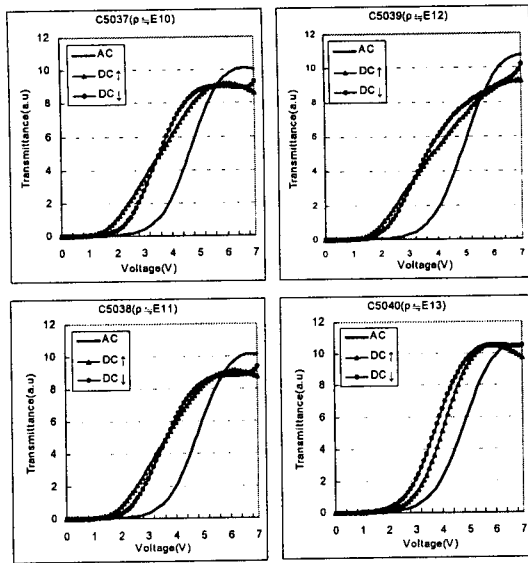 C5037(ρ≒E10)
12
10
8
6
4
2
0
Transmittance(a.u)
AC
DC↑
DC↓
0 1 2 3 4 5 6 7
Voltage(V)
C5039(ρ≒E12)
12
10
8
6
4
2
0
Transmittance(a.u)
AC
DC↑
DC↓
0 1 2 3 4 5 6 7
Voltage(V)
C5038(ρ≒E11)
12
10
8
6
4
2
0
Transmittance(a.u)
AC
DC↑
DC↓
0 1 2 3 4 5 6 7
Voltage(V)
C5040(ρ≒E13)
12
10
8
6
4
2
0
Transmittance(a.u)
AC
DC↑
DC↓
0 1 2 3 4 5 6 7
Voltage(V)